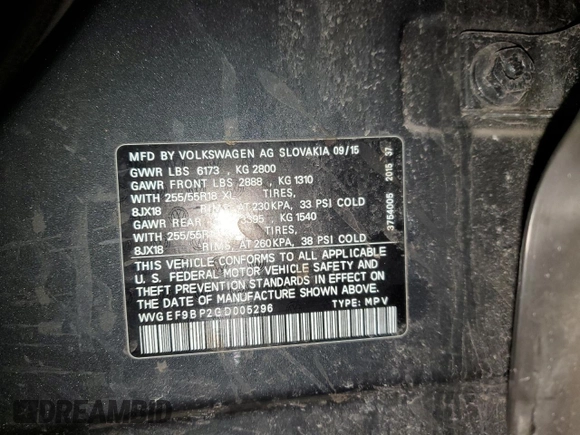 MFD BY VOLKSWAGEN AG SLOVAKIA 09/15
GVWR LBS 6173 , KG 2800
GAWR FRONT LBS 2888 , KG 1310
WITH 255/55R18 XL TIRES,
8JX18 RIMS, AT 230KPA, 33 PSI COLD
GAWR REAR 3395 KG 1540
WITH 255/55R TIRES,
8JX18 RIMS, AT 260KPA, 38 PSI COLD
THIS VEHICLE CONFORMS TO ALL APPLICABLE
U. S. FEDERAL MOTOR VEHICLE SAFETY AND
THEFT PREVENTION STANDARDS IN EFFECT ON
THE DATE OF MANUFACTURE SHOWN ABOVE.
WVGEF9BP2GD005296 TYPE: MPV
3754005 2015 37
DREAMBID